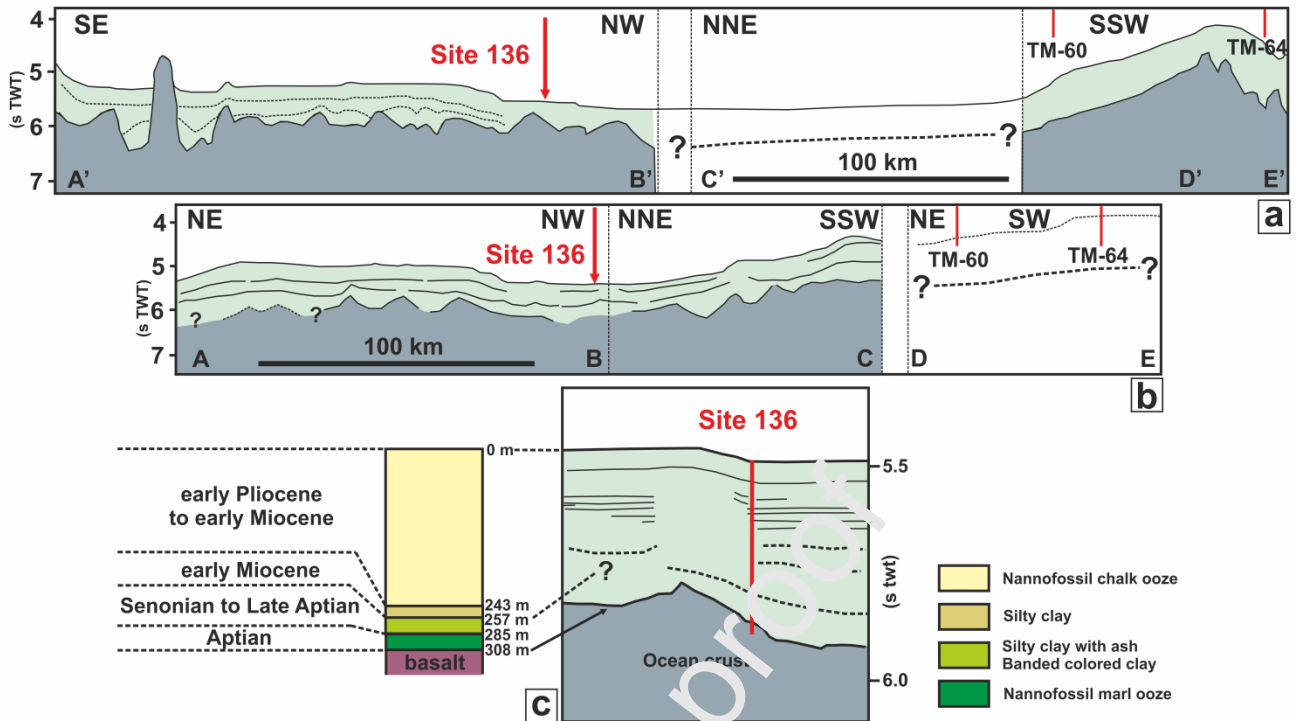 SE
Site 136
NW
NNE
SSW
TM-60
TM-64
4
5
6
7
(s TWT)
?
?
100 km
A'
B'
C'
D'
E'
a
NE
NW
NNE
SSW
NE
SW
Site 136
TM-60
TM-64
4
5
6
7
(s TWT)
?
?
?
?
100 km
A
B
C
D
E
b
Site 136
0 m
early Pliocene
to early Miocene
early Miocene
Senonian to Late Aptian
Aptian
243 m
257 m
285 m
308 m
basalt
?
Ocean crust
5.5
(s twt)
6.0
c
proof
Nannofossil chalk ooze
Silty clay
Silty clay with ash
Banded colored clay
Nannofossil marl ooze